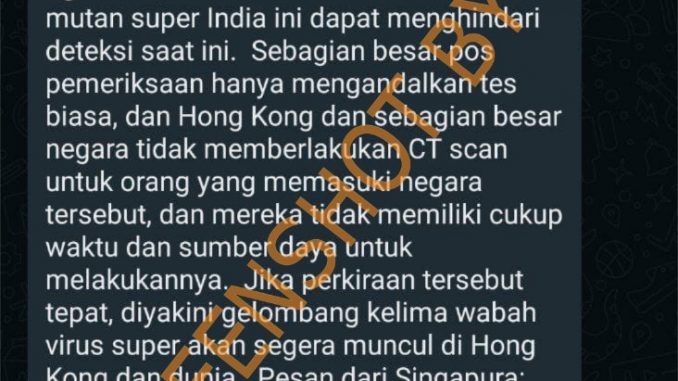 mutan super India ini dapat menghindari
deteksi saat ini.  Sebagian besar pos
pemeriksaan hanya mengandalkan tes
biasa, dan Hong Kong dan sebagian besar
negara tidak memberlakukan CT scan
untuk orang yang memasuki negara
tersebut, dan mereka tidak memiliki cukup
waktu dan sumber daya untuk
melakukannya.  Jika perkiraan tersebut
tepat, diyakini gelombang kelima wabah
virus super akan segera muncul di Hong
Kong dan dunia.  Pesan dari Singapura:
EENSHOT BY